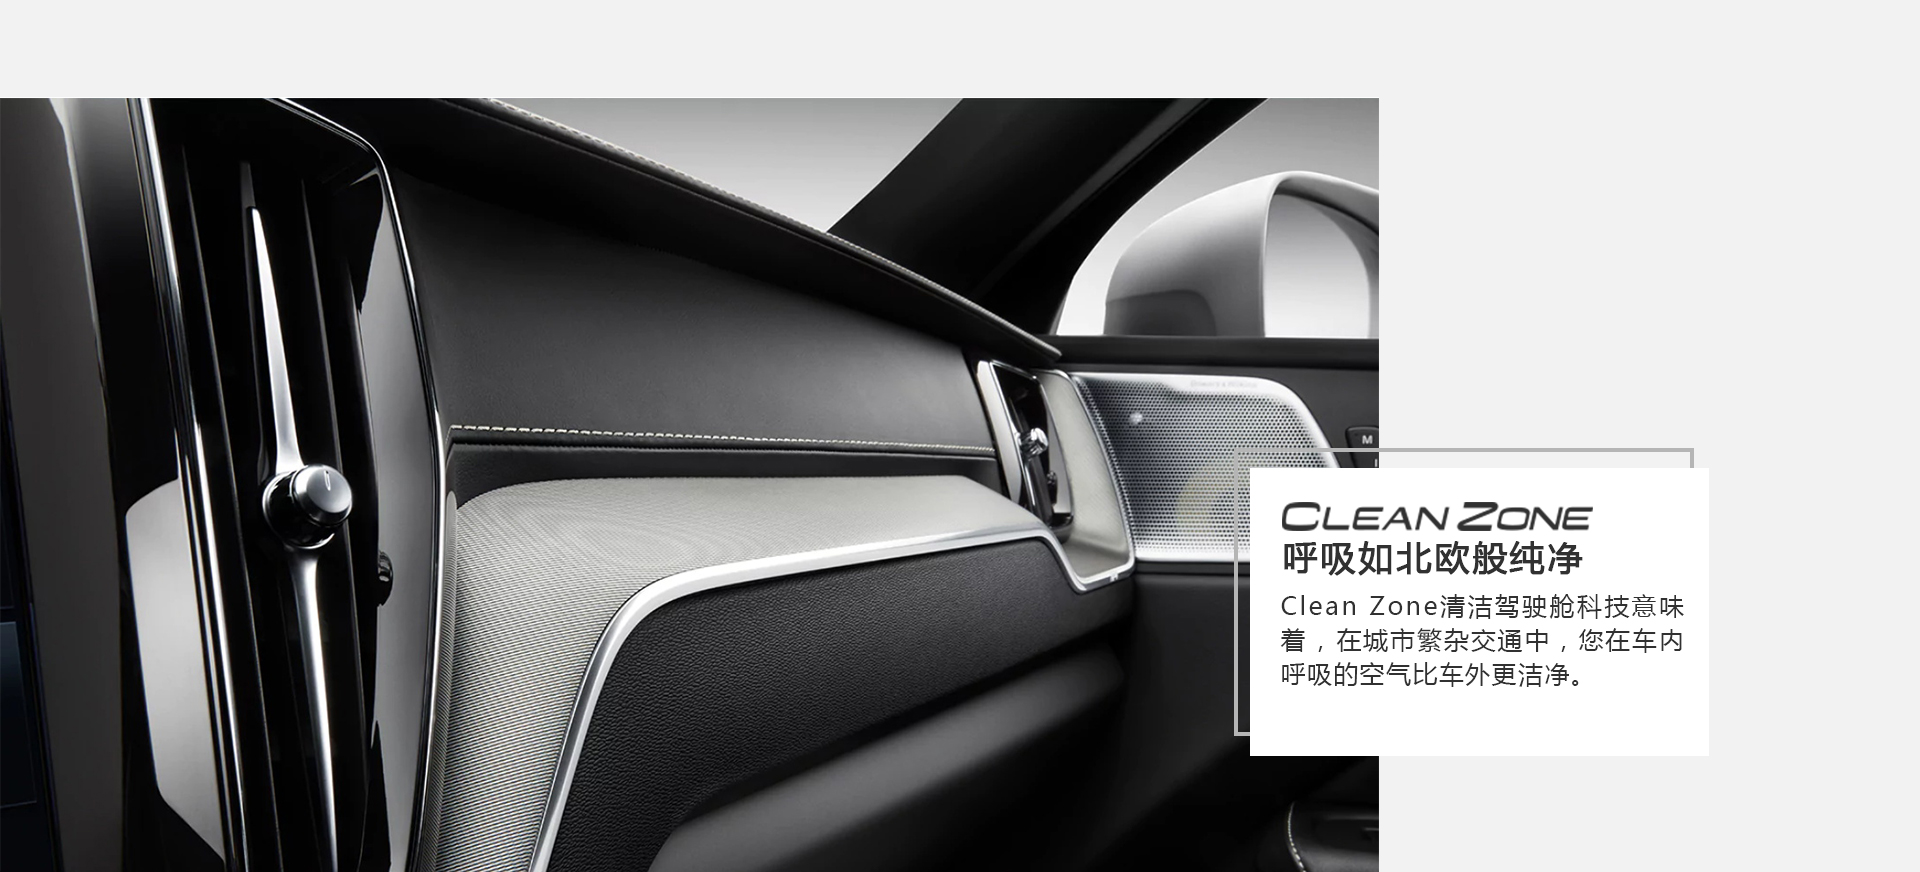 M
CLEAN ZONE
呼吸如北欧般纯净
Clean Zone清洁驾驶舱科技意味
着，在城市繁杂交通中，您在车内
呼吸的空气比车外更洁净。